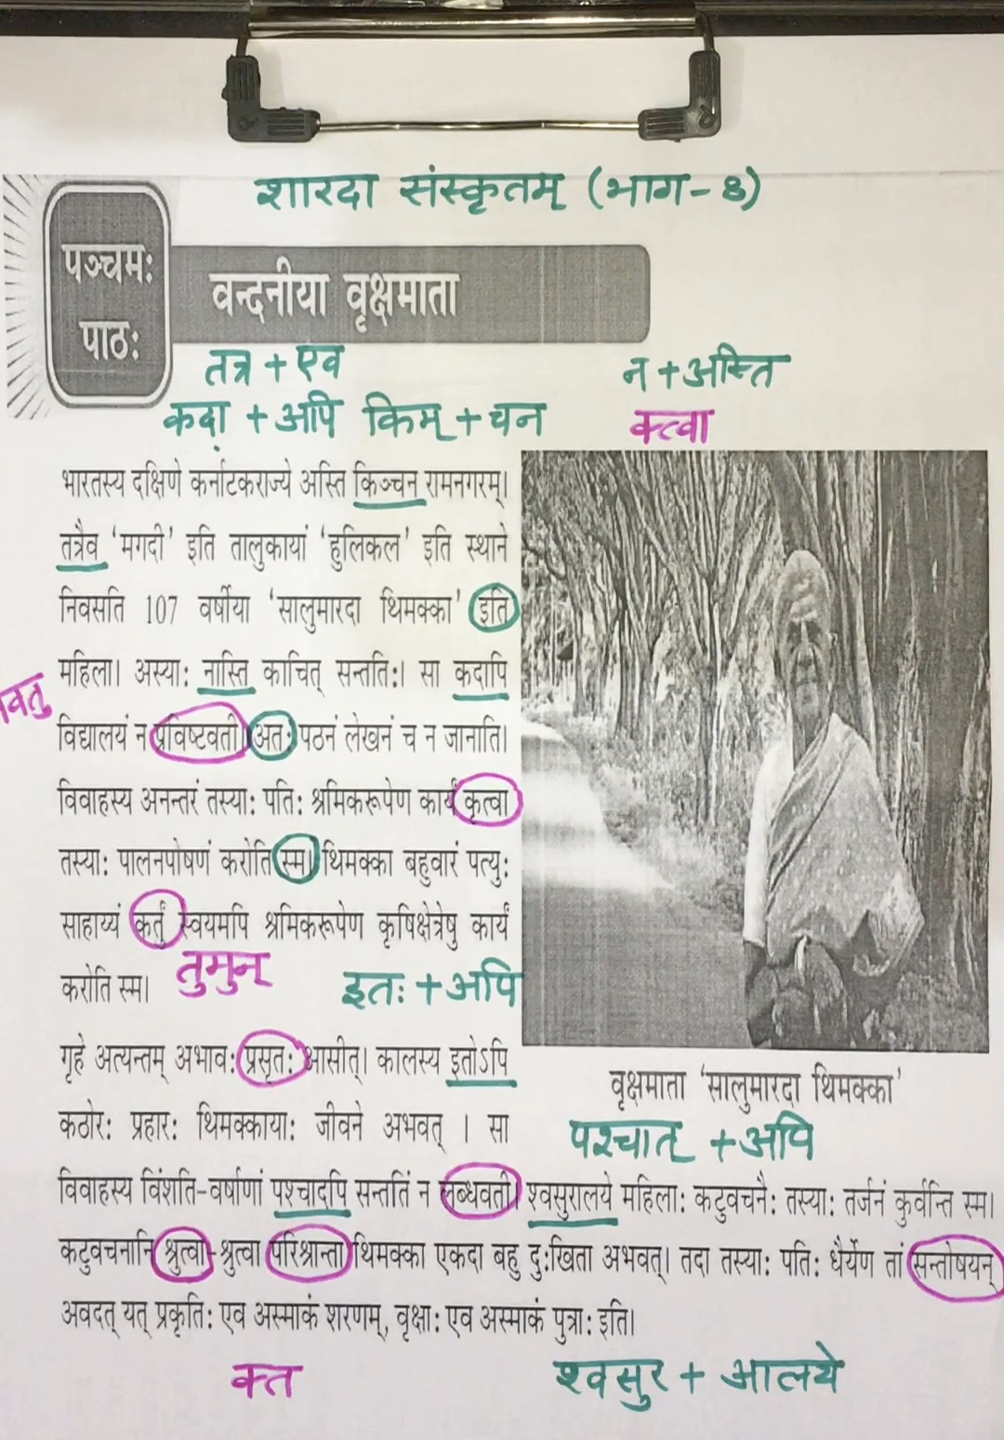 शारदा संस्कृतम् (भाग-8)
पञ्चमः
पाठः
वन्दनीया वृक्षमाता
तत्र + एव
न + अस्ति
कदा + अपि किम् + चन
क्त्वा
भारतस्य दक्षिणे कर्नाटकराज्ये अस्ति किञ्चन रामनगरम्।
तत्रैव ‘मगदी’ इति तालुकायां ‘हुलिकल’ इति स्थाने
निवसति 107 वर्षीया ‘सालुमारदा थिमक्का’ इति
महिला। अस्याः नास्ति काचित् सन्ततिः। सा कदापि
विद्यालयं न प्रविष्टवती। अतः पठनं लेखनं च न जानाति।
विवाहस्य अनन्तरं तस्याः पतिः श्रमिकरूपेण कार्यं कृत्वा
तस्याः पालनपोषणं करोति स्म। थिमक्का बहुवारं पत्युः
साहाय्यं कर्तुं स्वयमपि श्रमिकरूपेण कृषिक्षेत्रेषु कार्यं
करोति स्म।
तुमुन्
इतः + अपि
गृहे अत्यन्तम् अभावः प्रसृतः आसीत्। कालस्य इतोऽपि
वृक्षमाता ‘सालुमारदा थिमक्का’
कठोरः प्रहारः थिमक्कायाः जीवने अभवत् । सा
पश्चात् + अपि
विवाहस्य विंशति-वर्षाणां पश्चादपि सन्ततिं न लब्धवती। श्वसुरालये महिलाः कटुवचनैः तस्याः तर्जनं कुर्वन्ति स्म।
कटुवचनानि श्रुत्वा-श्रुत्वा परिश्रान्ता थिमक्का एकदा बहु दुःखिता अभवत्। तदा तस्याः पतिः धैर्येण तां सन्तोषयन्
अवदत् यत् प्रकृतिः एव अस्माकं शरणम्, वृक्षाः एव अस्माकं पुत्राः इति।
क्त
श्वसुर + आलये